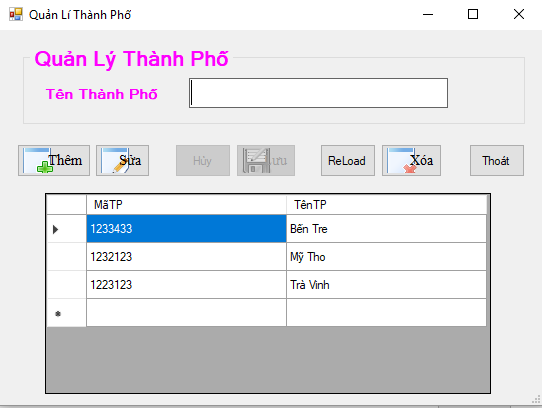 Quản Lí Thành Phố
Quản Lý Thành Phố
Tên Thành Phố
Thêm Sửa Hủy Lưu ReLoad Xóa Thoát
MãTP TênTP
1233433 Bến Tre
1232123 Mỹ Tho
1223123 Trà Vinh